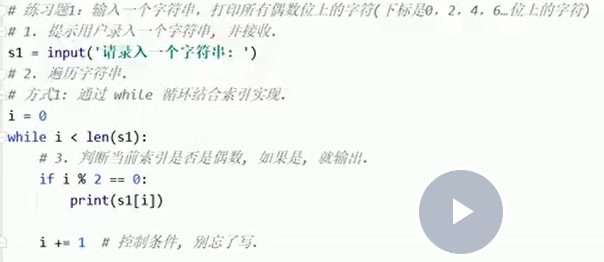 # 练习题1: 输入一个字符串, 打印所有偶数位上的字符(下标是0, 2, 4, 6…位上的字符)
# 1. 提示用户录入一个字符串, 并接收.
s1 = input('请录入一个字符串: ')
# 2. 遍历字符串.
# 方式1: 通过 while 循环结合索引实现.
i = 0
while i < len(s1):
    # 3. 判断当前索引是否是偶数, 如果是, 就输出.
    if i % 2 == 0:
        print(s1[i])
    i += 1  # 控制条件, 别忘了写.